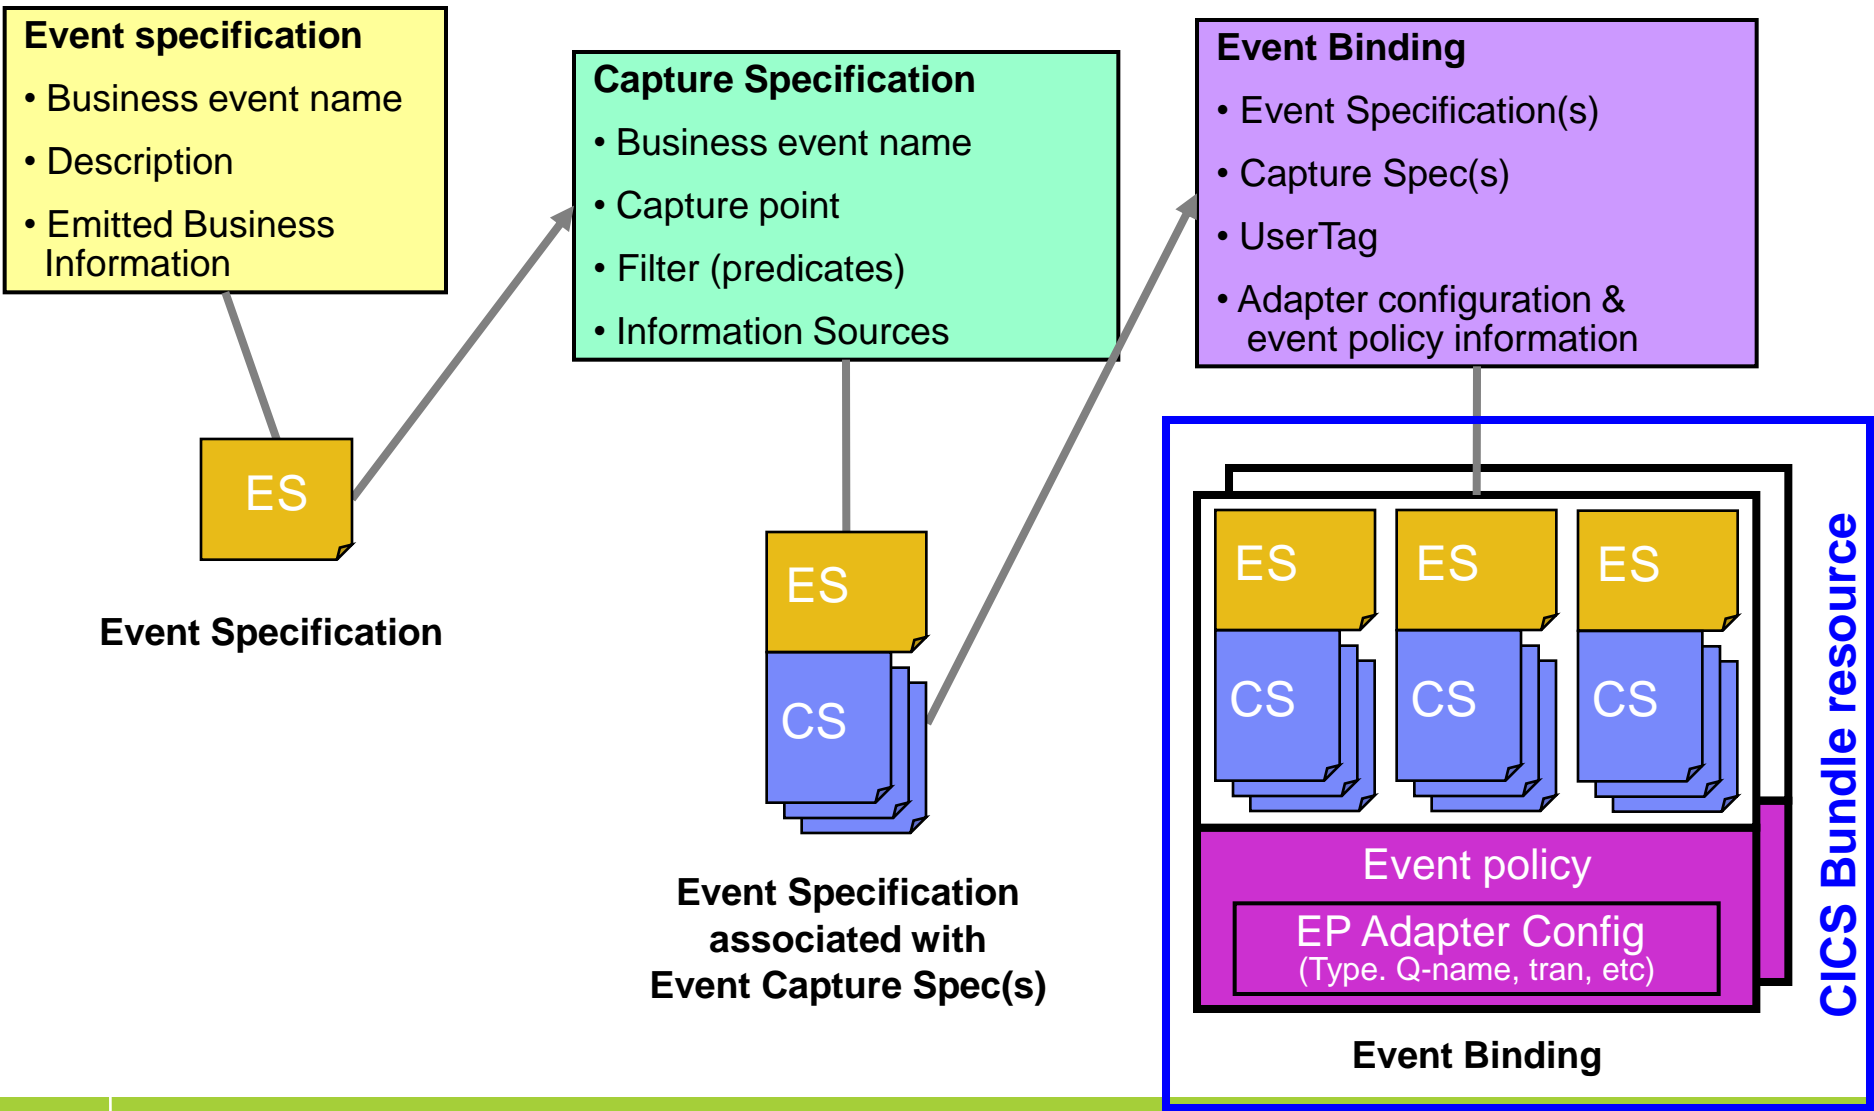 Event specification
• Business event name
• Description
• Emitted Business
Information
ES
Event Specification
Capture Specification
• Business event name
• Capture point
• Filter (predicates)
• Information Sources
ES
CS
Event Specification
associated with
Event Capture Spec(s)
Event Binding
• Event Specification(s)
• Capture Spec(s)
• UserTag
• Adapter configuration &
event policy information
ES
ES
ES
CS
CS
CS
Event policy
EP Adapter Config
(Type. Q-name, tran, etc)
Event Binding
CICS Bundle resource